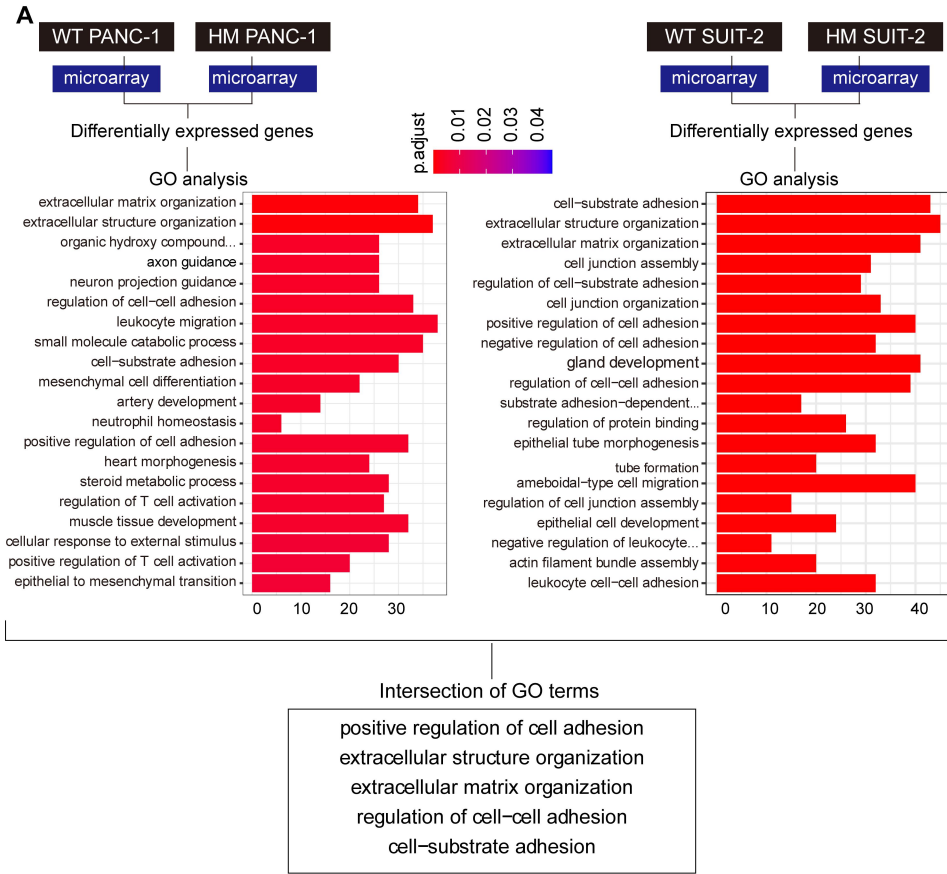 A
WT PANC-1
HM PANC-1
microarray
microarray
Differentially expressed genes
GO analysis
p.adjust
0.01
0.02
0.03
0.04
WT SUIT-2
HM SUIT-2
microarray
microarray
Differentially expressed genes
GO analysis
extracellular matrix organization
extracellular structure organization
organic hydroxy compound...
axon guidance
neuron projection guidance
regulation of cell-cell adhesion
leukocyte migration
small molecule catabolic process
cell-substrate adhesion
mesenchymal cell differentiation
artery development
neutrophil homeostasis
positive regulation of cell adhesion
heart morphogenesis
steroid metabolic process
regulation of T cell activation
muscle tissue development
cellular response to external stimulus
positive regulation of T cell activation
epithelial to mesenchymal transition
0 10 20 30
cell-substrate adhesion
extracellular structure organization
extracellular matrix organization
cell junction assembly
regulation of cell-substrate adhesion
cell junction organization
positive regulation of cell adhesion
negative regulation of cell adhesion
gland development
regulation of cell-cell adhesion
substrate adhesion-dependent...
regulation of protein binding
epithelial tube morphogenesis
tube formation
ameboidal-type cell migration
regulation of cell junction assembly
epithelial cell development
negative regulation of leukocyte...
actin filament bundle assembly
leukocyte cell-cell adhesion
0 10 20 30 40
Intersection of GO terms
positive regulation of cell adhesion
extracellular structure organization
extracellular matrix organization
regulation of cell-cell adhesion
cell-substrate adhesion